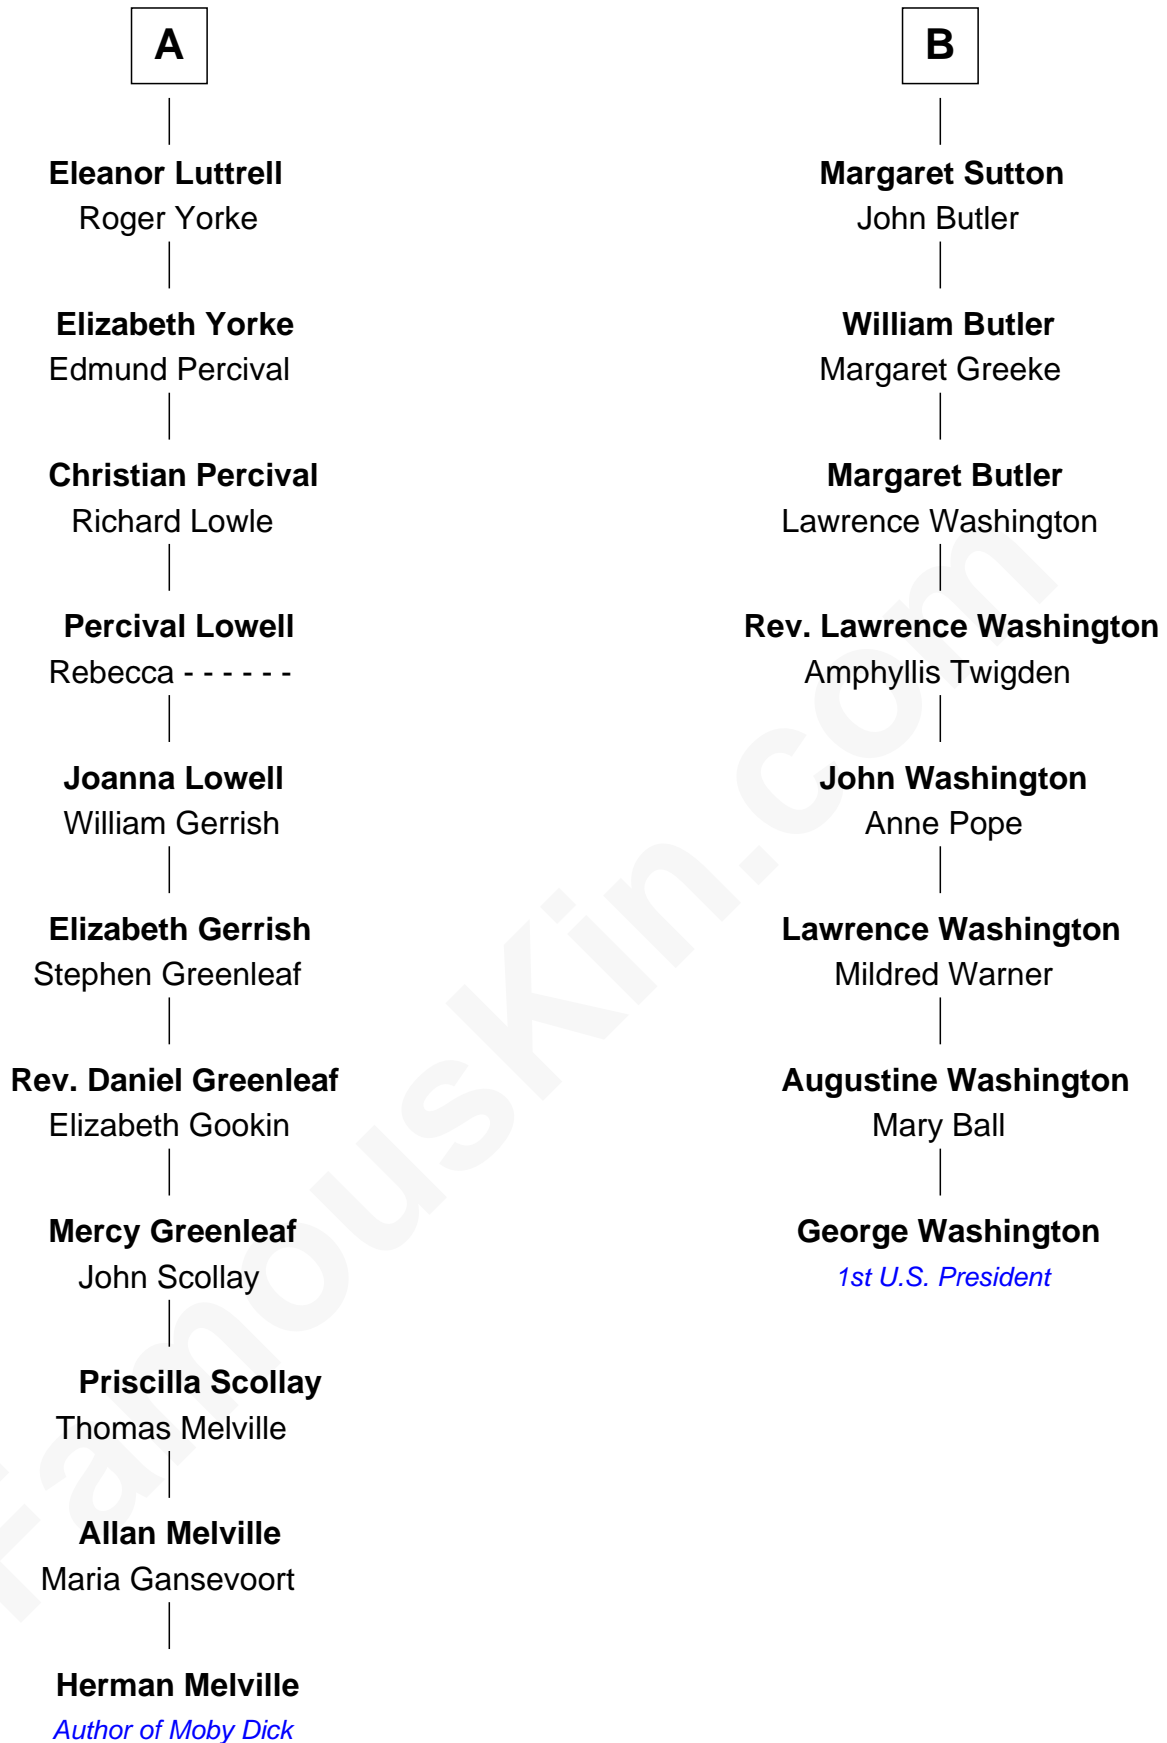 A
Eleanor Luttrell
Roger Yorke
Elizabeth Yorke
Edmund Percival
Christian Percival
Richard Lowle
Percival Lowell
Rebecca - - - - - -
Joanna Lowell
William Gerrish
Elizabeth Gerrish
Stephen Greenleaf
Rev. Daniel Greenleaf
Elizabeth Gookin
Mercy Greenleaf
John Scollay
Priscilla Scollay
Thomas Melville
Allan Melville
Maria Gansevoort
Herman Melville
Author of Moby Dick
B
Margaret Sutton
John Butler
William Butler
Margaret Greeke
Margaret Butler
Lawrence Washington
Rev. Lawrence Washington
Amphyllis Twigden
John Washington
Anne Pope
Lawrence Washington
Mildred Warner
Augustine Washington
Mary Ball
George Washington
1st U.S. President
FamousKin.com